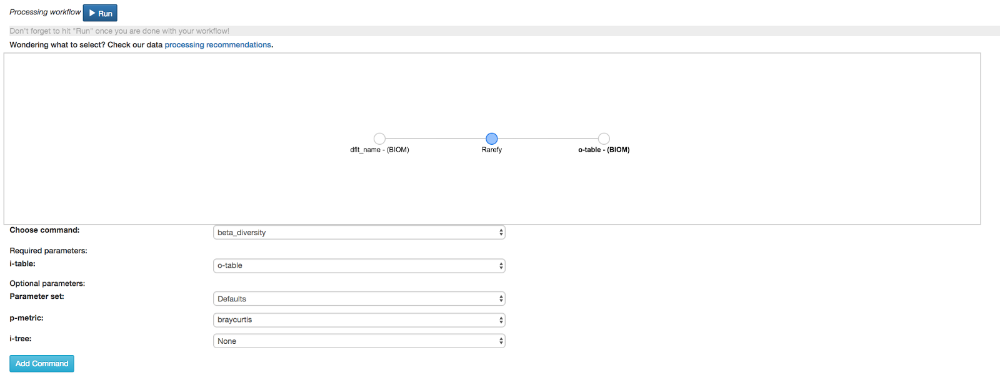 Processing workflow Run
Don't forget to hit "Run" once you are done with your workflow!
Wondering what to select? Check our data processing recommendations.
dflt_name - (BIOM) Rarefy o-table - (BIOM)
Choose command: beta_diversity
Required parameters:
i-table: o-table
Optional parameters:
Parameter set: Defaults
p-metric: braycurtis
i-tree: None
Add Command